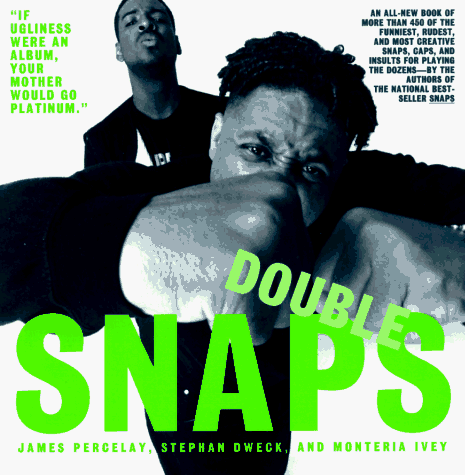 "IF
UGLINESS
WERE AN
ALBUM,
YOUR
MOTHER
WOULD GO
PLATINUM."
AN ALL-NEW BOOK OF
MORE THAN 450 OF THE
FUNNIEST, RUDEST,
AND MOST CREATIVE
SNAPS, CAPS, AND
INSULTS FOR PLAYING
THE DOZENS—BY THE
AUTHORS OF
THE NATIONAL BEST-
SELLER SNAPS
DOUBLE
SNAPS
JAMES PERCELAY, STEPHAN DWECK, AND MONTERIA IVEY